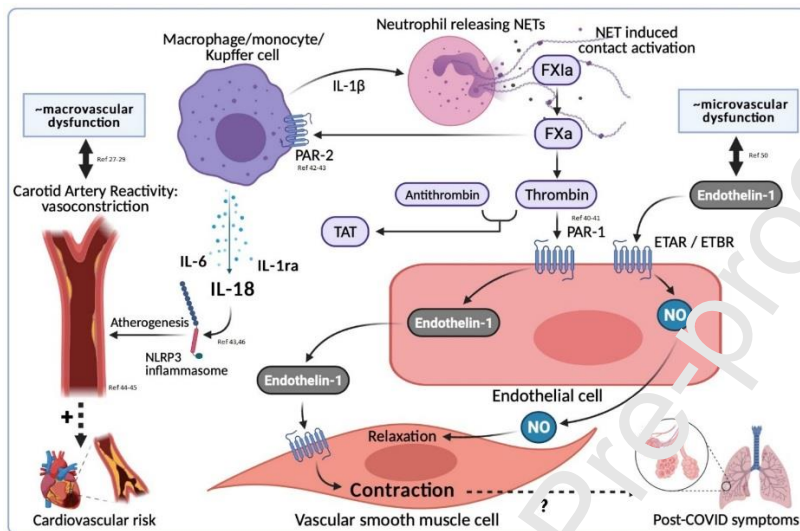 Neutrophil releasing NETs
NET induced
contact activation
Macrophage/monocyte/
Kupffer cell
IL-1β
FXIa
~macrovascular
dysfunction
~microvascular
dysfunction
FXa
PAR-2
Ref 42-43
Ref 27-29
Ref 50
Carotid Artery Reactivity:
vasoconstriction
Antithrombin
Thrombin
Endothelin-1
Ref 40-41
TAT
PAR-1
ETAR / ETBR
IL-6
IL-1ra
IL-18
Atherogenesis
Ref 43,46
NLRP3
inflammasome
Endothelin-1
NO
Endothelin-1
Ref 44-45
Endothelial cell
+
NO
Relaxation
Contraction
?
Cardiovascular risk
Vascular smooth muscle cell
Post-COVID symptoms
Pre-proo